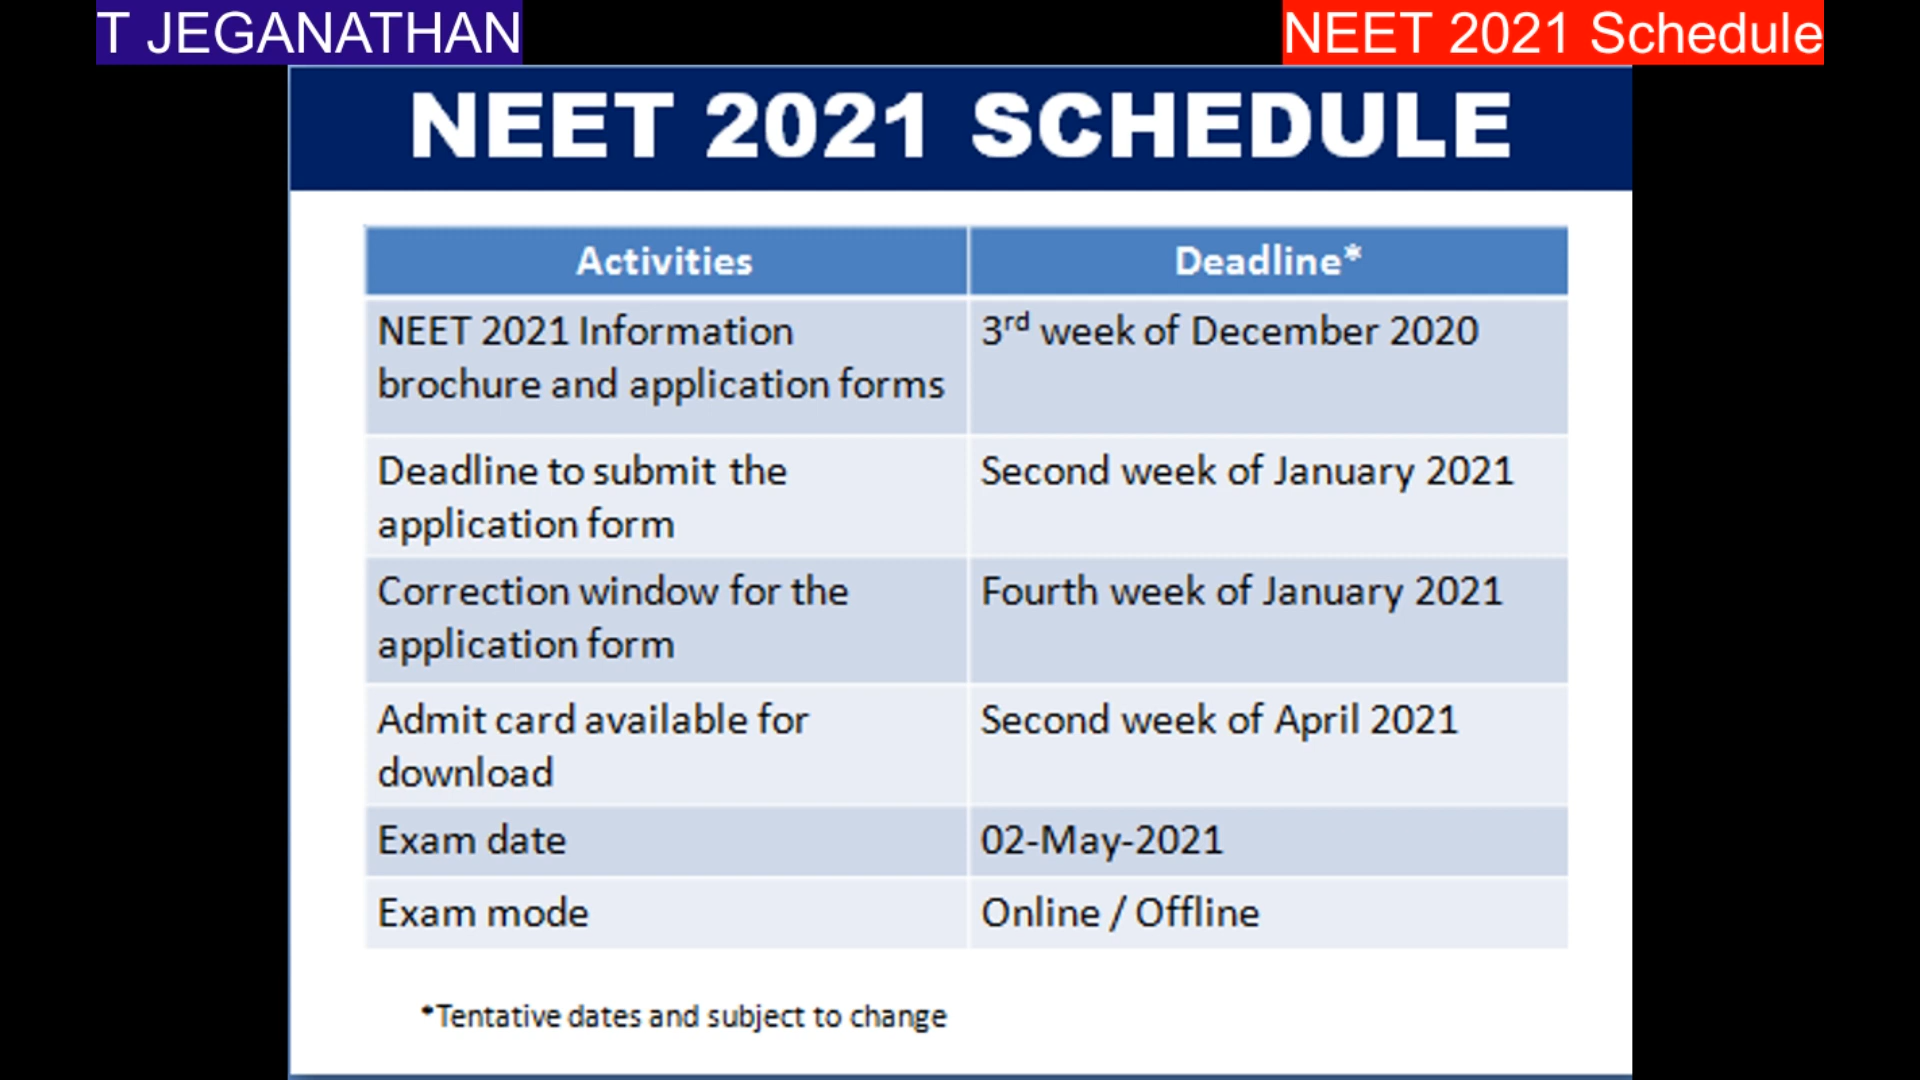 T JEGANATHAN
NEET 2021 Schedule
NEET 2021 SCHEDULE
Activities
Deadline*
NEET 2021 Information
brochure and application forms
3rd week of December 2020
Deadline to submit the
application form
Second week of January 2021
Correction window for the
application form
Fourth week of January 2021
Admit card available for
download
Second week of April 2021
Exam date
02-May-2021
Exam mode
Online / Offline
*Tentative dates and subject to change